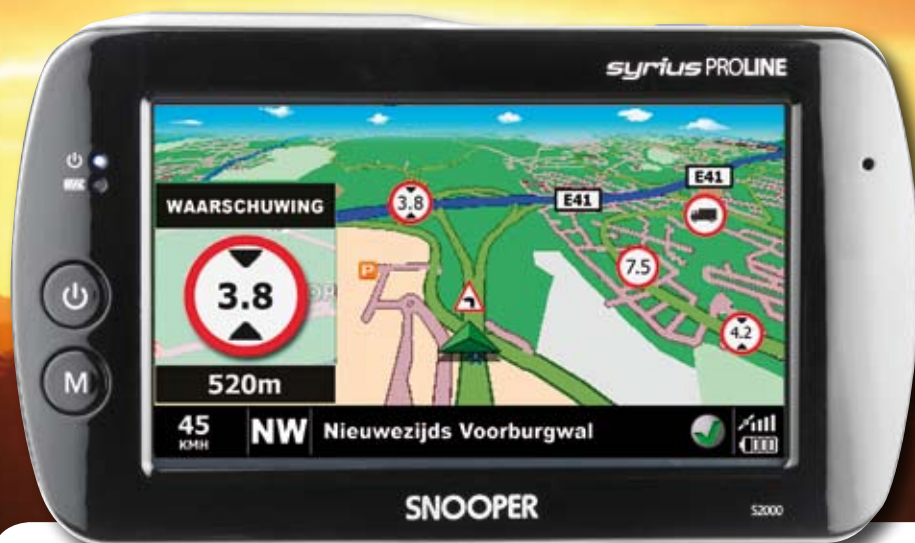 syrius PROLINE
E41
E41
WAARSCHUWING
3.8
7.5
P
3.8
4.2
520m
45
KMH
NW
Nieuwezijds Voorburgwal
M
SNOOPER
S2000